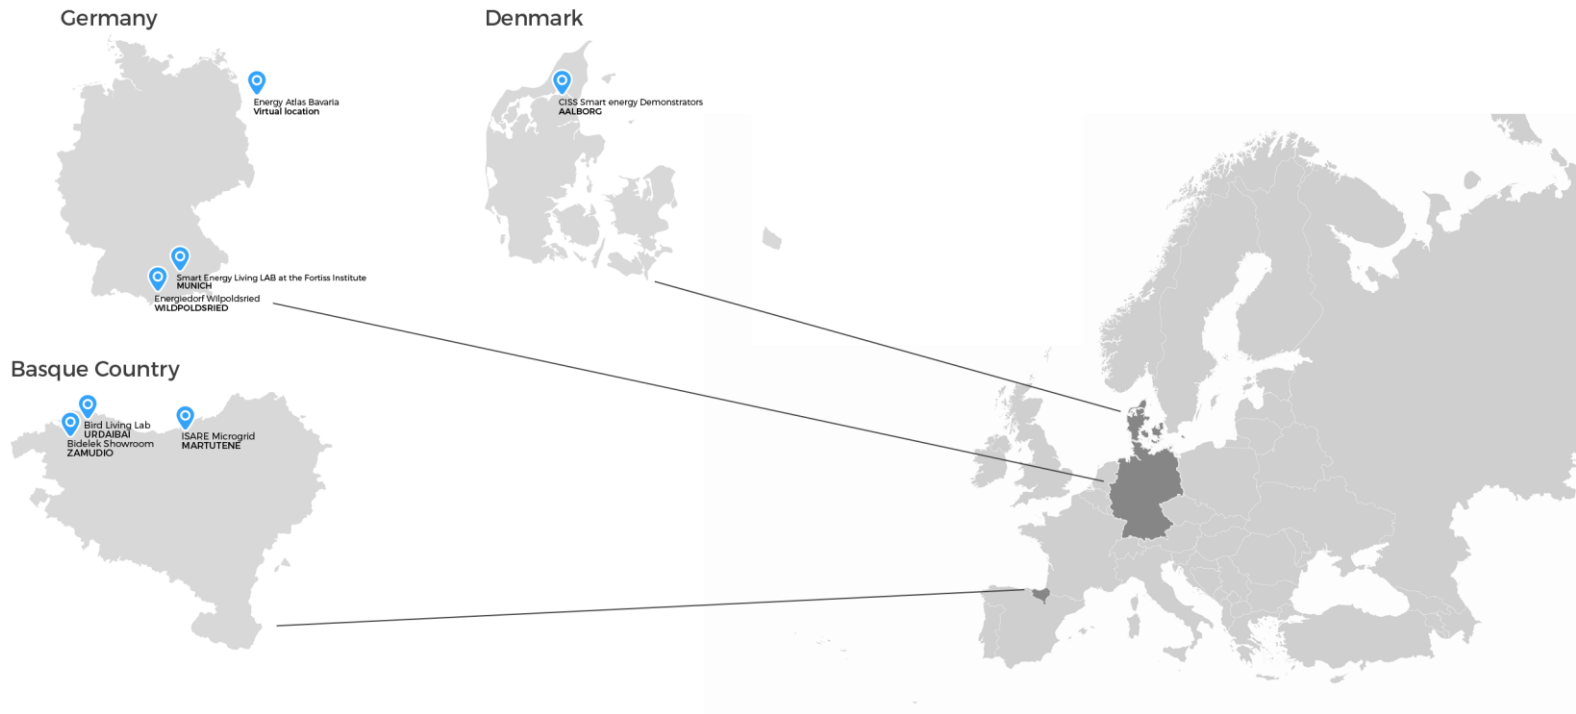 Germany
Energy Atlas Bavaria
Virtual location
Smart Energy Living LAB at the Fortiss Institute
MUNICH
Energiedorf Wilpoldsried
WILDPOLDSRIED
Denmark
CISS Smart energy Demonstrators
AALBORG
Basque Country
Bird Living Lab
URDAIBAI
Bidelek Showroom
ZAMUDIO
ISARE Microgrid
MARTUTENE